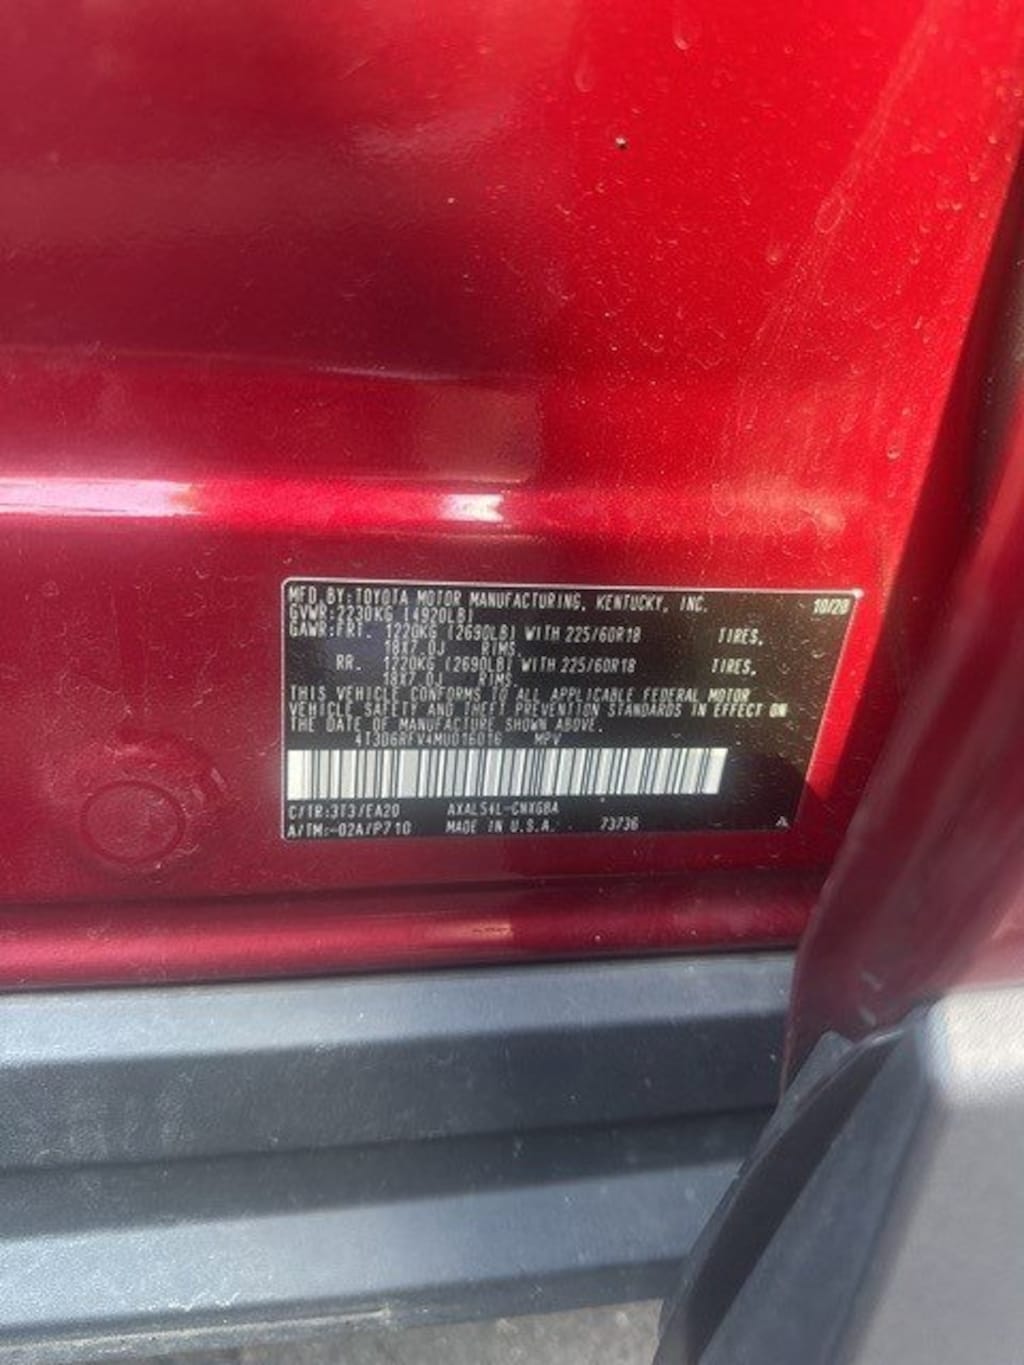 MFD. BY: TOYOTA MOTOR MANUFACTURING, KENTUCKY, INC. 10/20
GVWR: 2230KG (4920LB)
GAWR: FRT. 1220KG (2690LB) WITH 225/60R18 TIRES,
18X7.0J RIMS
RR. 1220KG (2690LB) WITH 225/60R18 TIRES,
18X7.0J RIMS
THIS VEHICLE CONFORMS TO ALL APPLICABLE FEDERAL MOTOR
VEHICLE SAFETY AND THEFT PREVENTION STANDARDS IN EFFECT ON
THE DATE OF MANUFACTURE SHOWN ABOVE.
4T3D6RFV4MU016016 MPV
C/TR: 3T3/EA20 AXAL54L-CNXGBA
A/TM: -02A/P710 MADE IN U.S.A. 73736